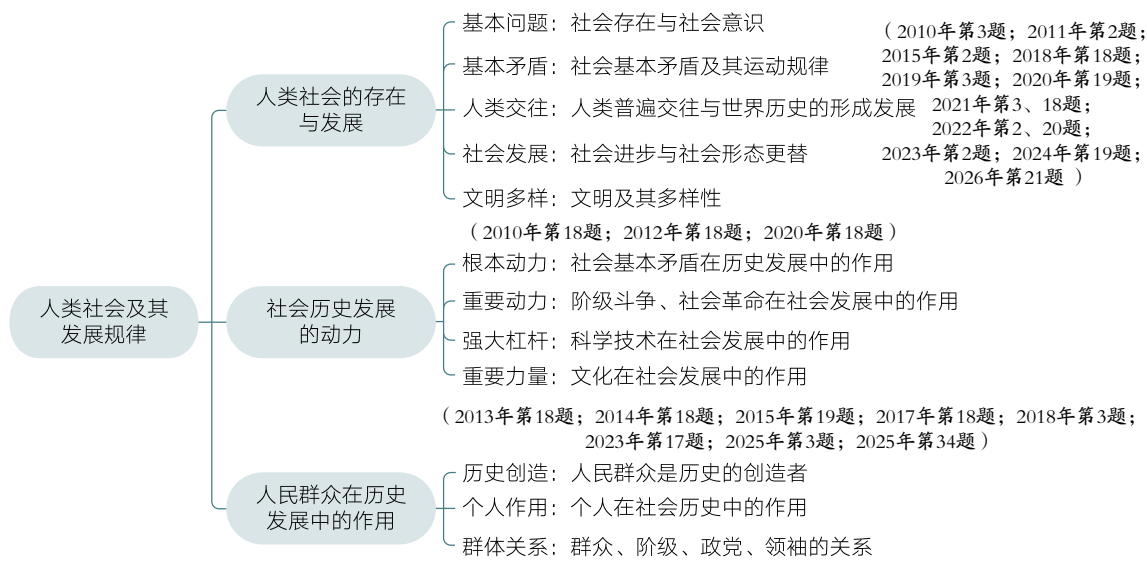 人类社会及其
发展规律
人类社会的存在
与发展
基本问题：社会存在与社会意识
基本矛盾：社会基本矛盾及其运动规律
人类交往：人类普遍交往与世界历史的形成发展
社会发展：社会进步与社会形态更替
文明多样：文明及其多样性
（2010年第3题；2011年第2题；
2015年第2题；2018年第18题；
2019年第3题；2020年第19题；
2021年第3、18题；
2022年第2、20题；
2023年第2题；2024年第19题；
2026年第21题 ）
（2010年第18题；2012年第18题；2020年第18题）
社会历史发展
的动力
根本动力：社会基本矛盾在历史发展中的作用
重要动力：阶级斗争、社会革命在社会发展中的作用
强大杠杆：科学技术在社会发展中的作用
重要力量：文化在社会发展中的作用
（2013年第18题；2014年第18题；2015年第19题；2017年第18题；2018年第3题；
2023年第17题；2025年第3题；2025年第34题）
人民群众在历史
发展中的作用
历史创造：人民群众是历史的创造者
个人作用：个人在社会历史中的作用
群体关系：群众、阶级、政党、领袖的关系